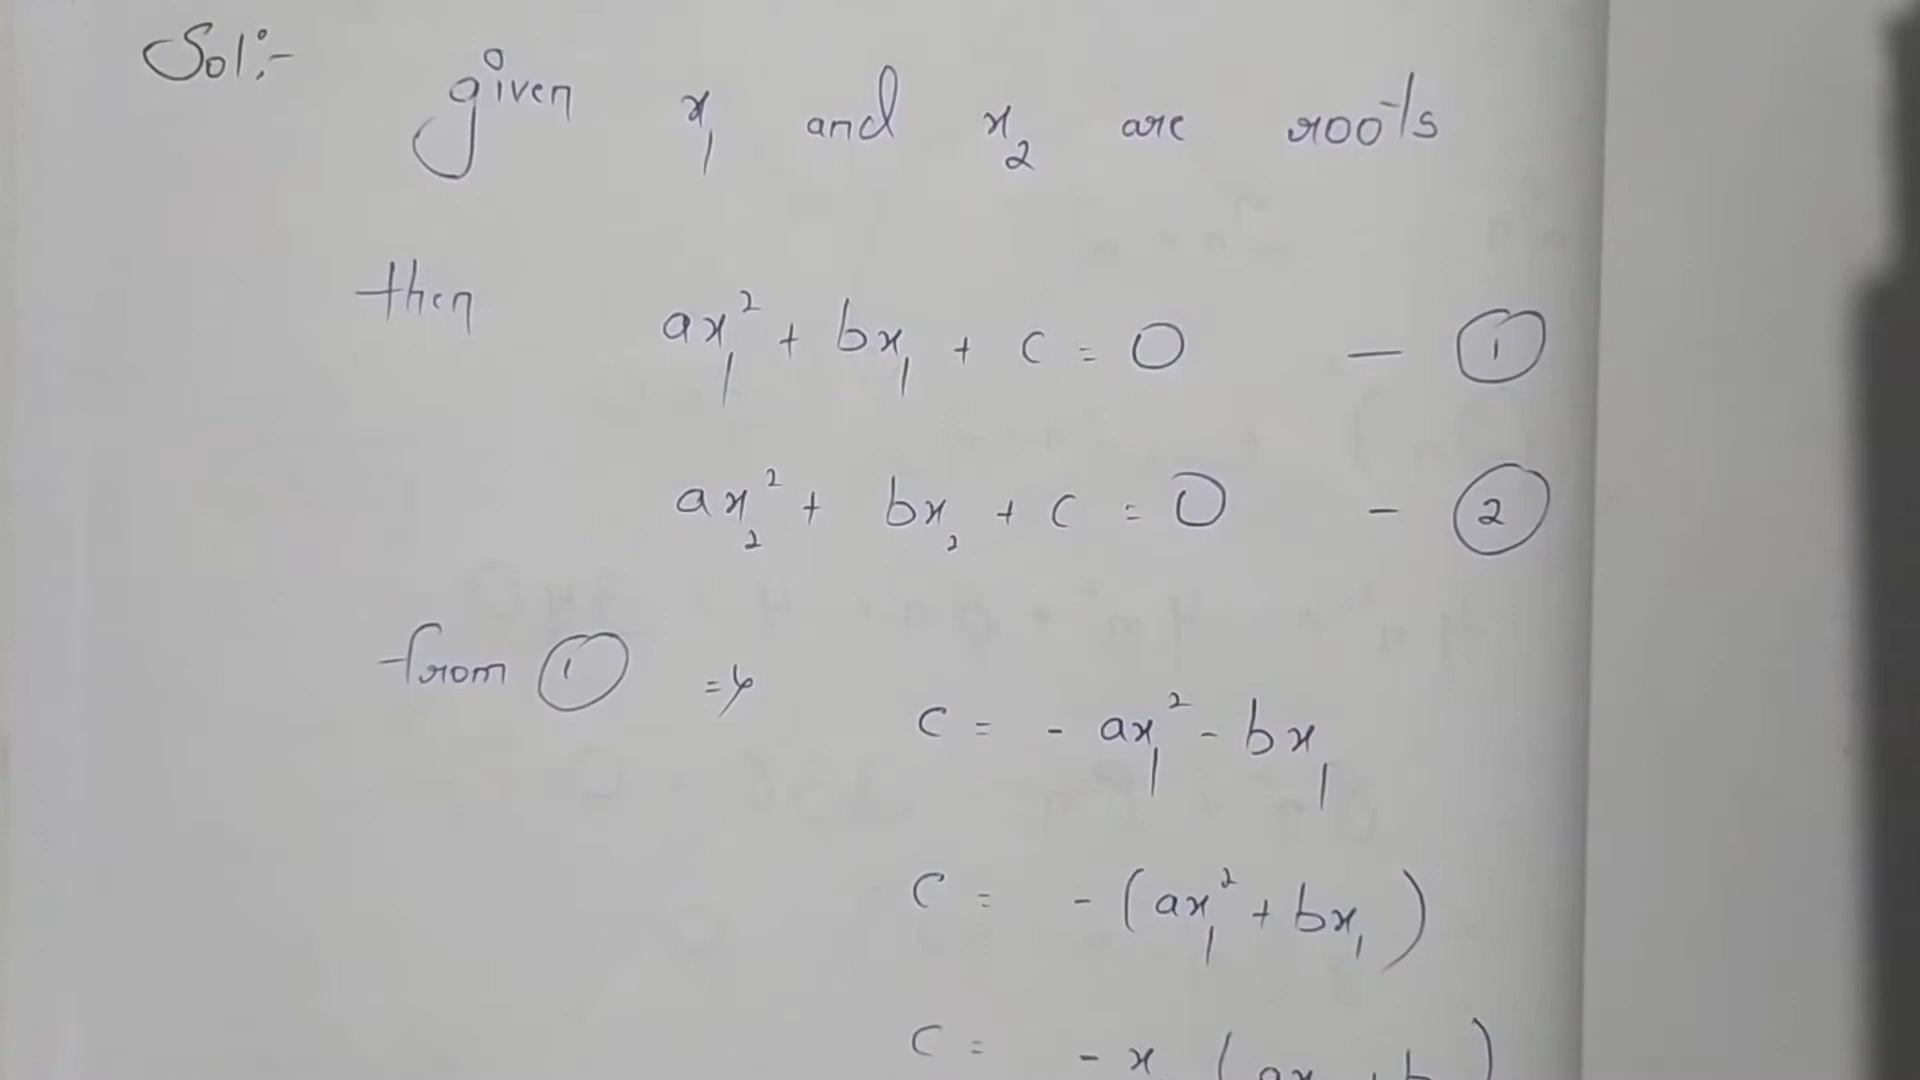 Sol:-
given x₁ and x₂ are roots
then ax₁² + bx₁ + c = 0 — ①
ax₂² + bx₂ + c = 0 - ②
from ① => c = - ax₁² - bx₁
c = - (ax₁² + bx₁)
c = - x (ax + b)